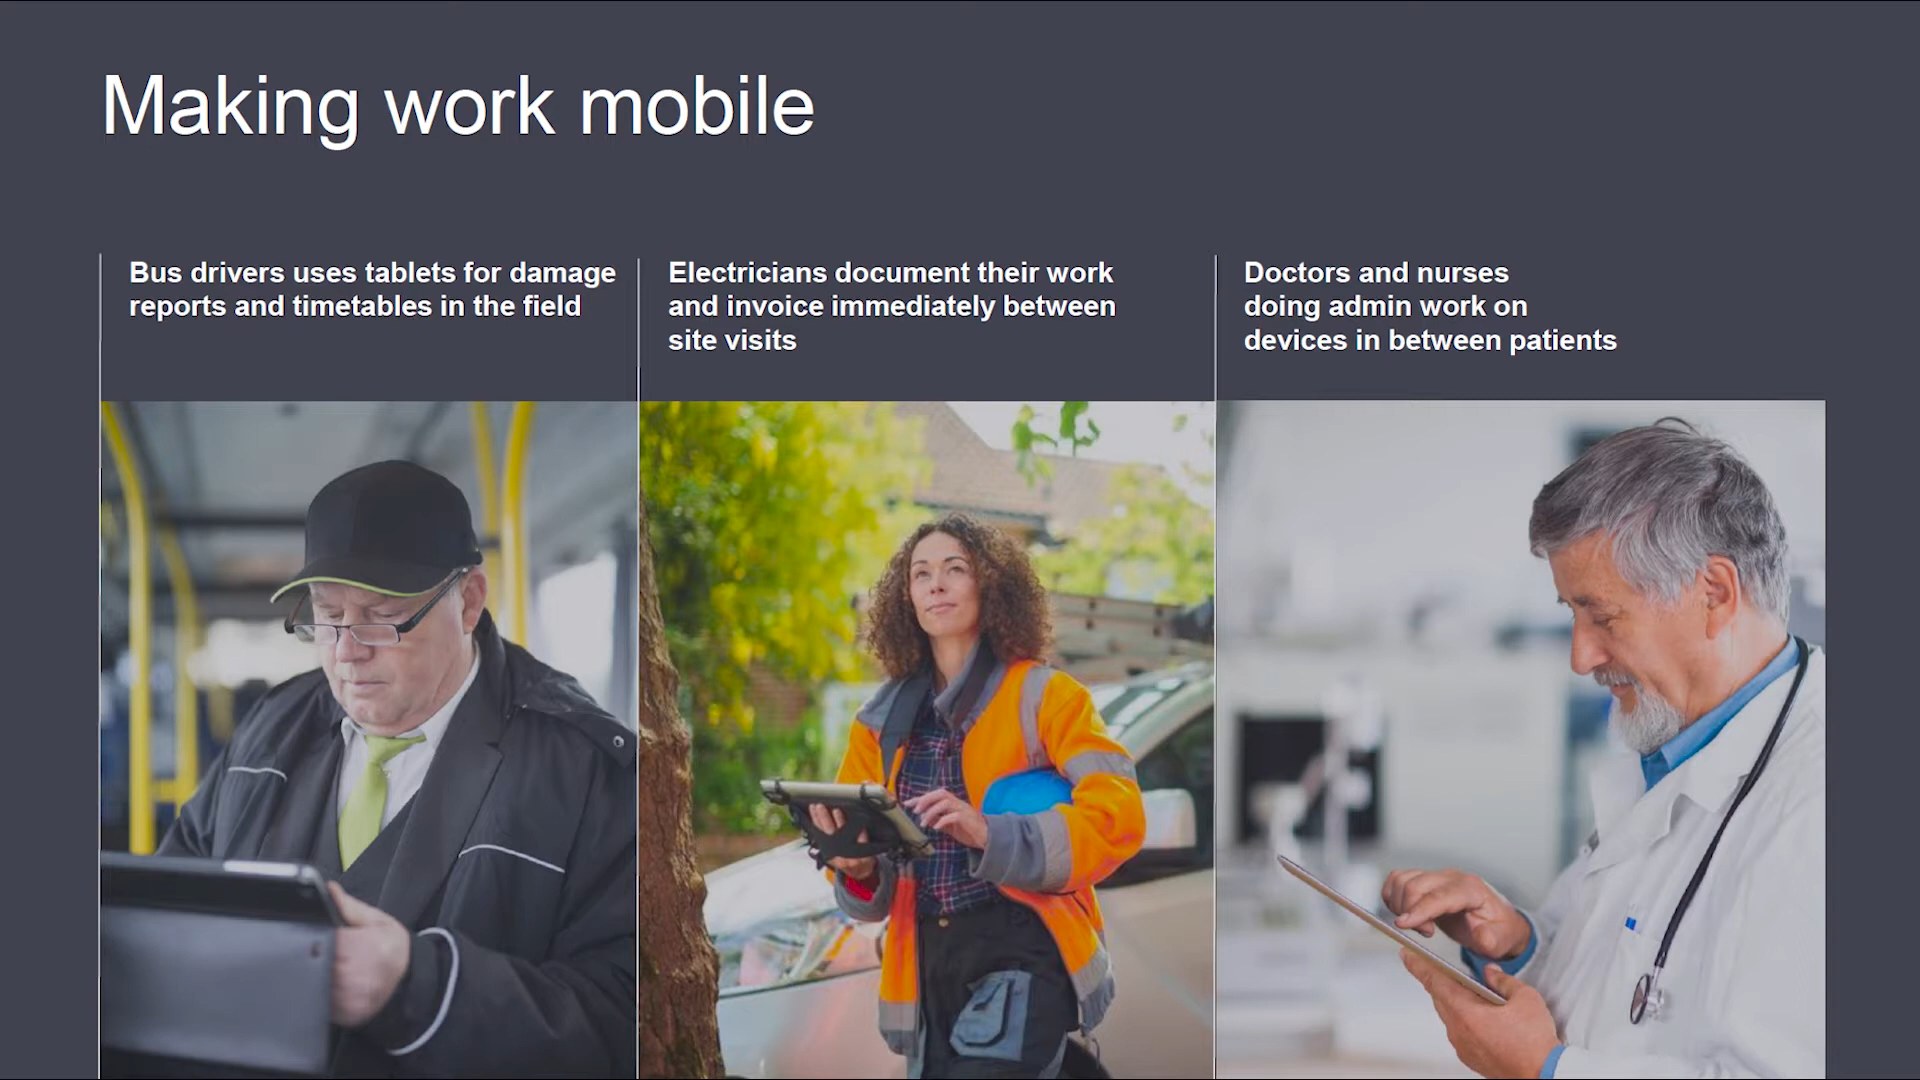 Making work mobile
Bus drivers uses tablets for damage
reports and timetables in the field
Electricians document their work
and invoice immediately between
site visits
Doctors and nurses
doing admin work on
devices in between patients